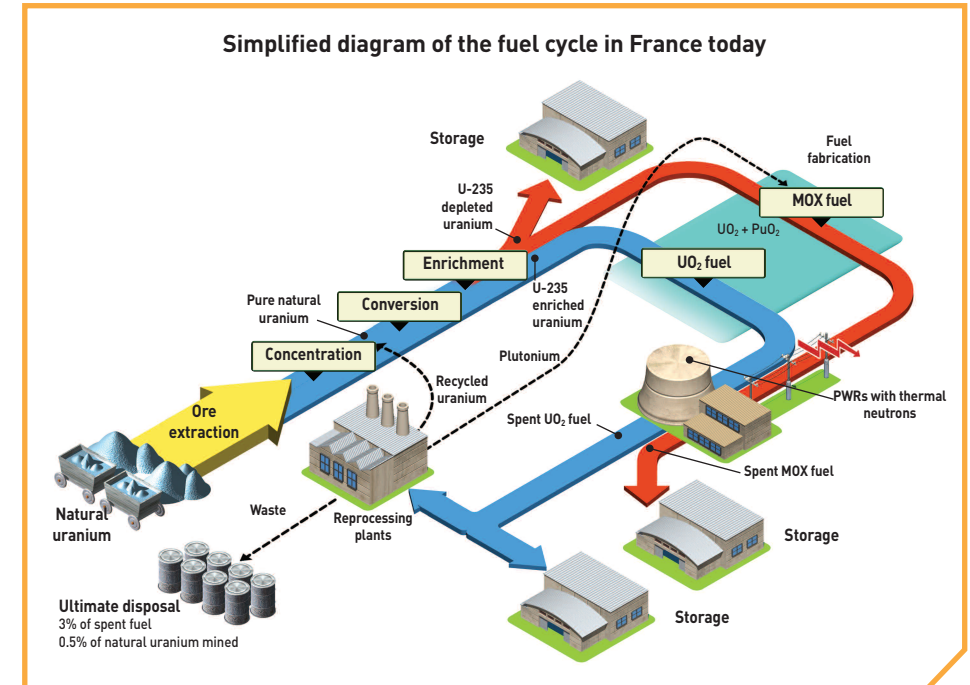 Simplified diagram of the fuel cycle in France today
Storage
Fuel
fabrication
U-235
depleted
uranium
MOX fuel
UO₂ + PuO₂
Enrichment
UO₂ fuel
Pure natural
uranium
Conversion
U-235
enriched
uranium
Concentration
Plutonium
Recycled
uranium
PWRs with thermal
neutrons
Ore
extraction
Spent UO₂ fuel
Spent MOX fuel
Natural
uranium
Waste
Reprocessing
plants
Storage
Ultimate disposal
3% of spent fuel
0.5% of natural uranium mined
Storage